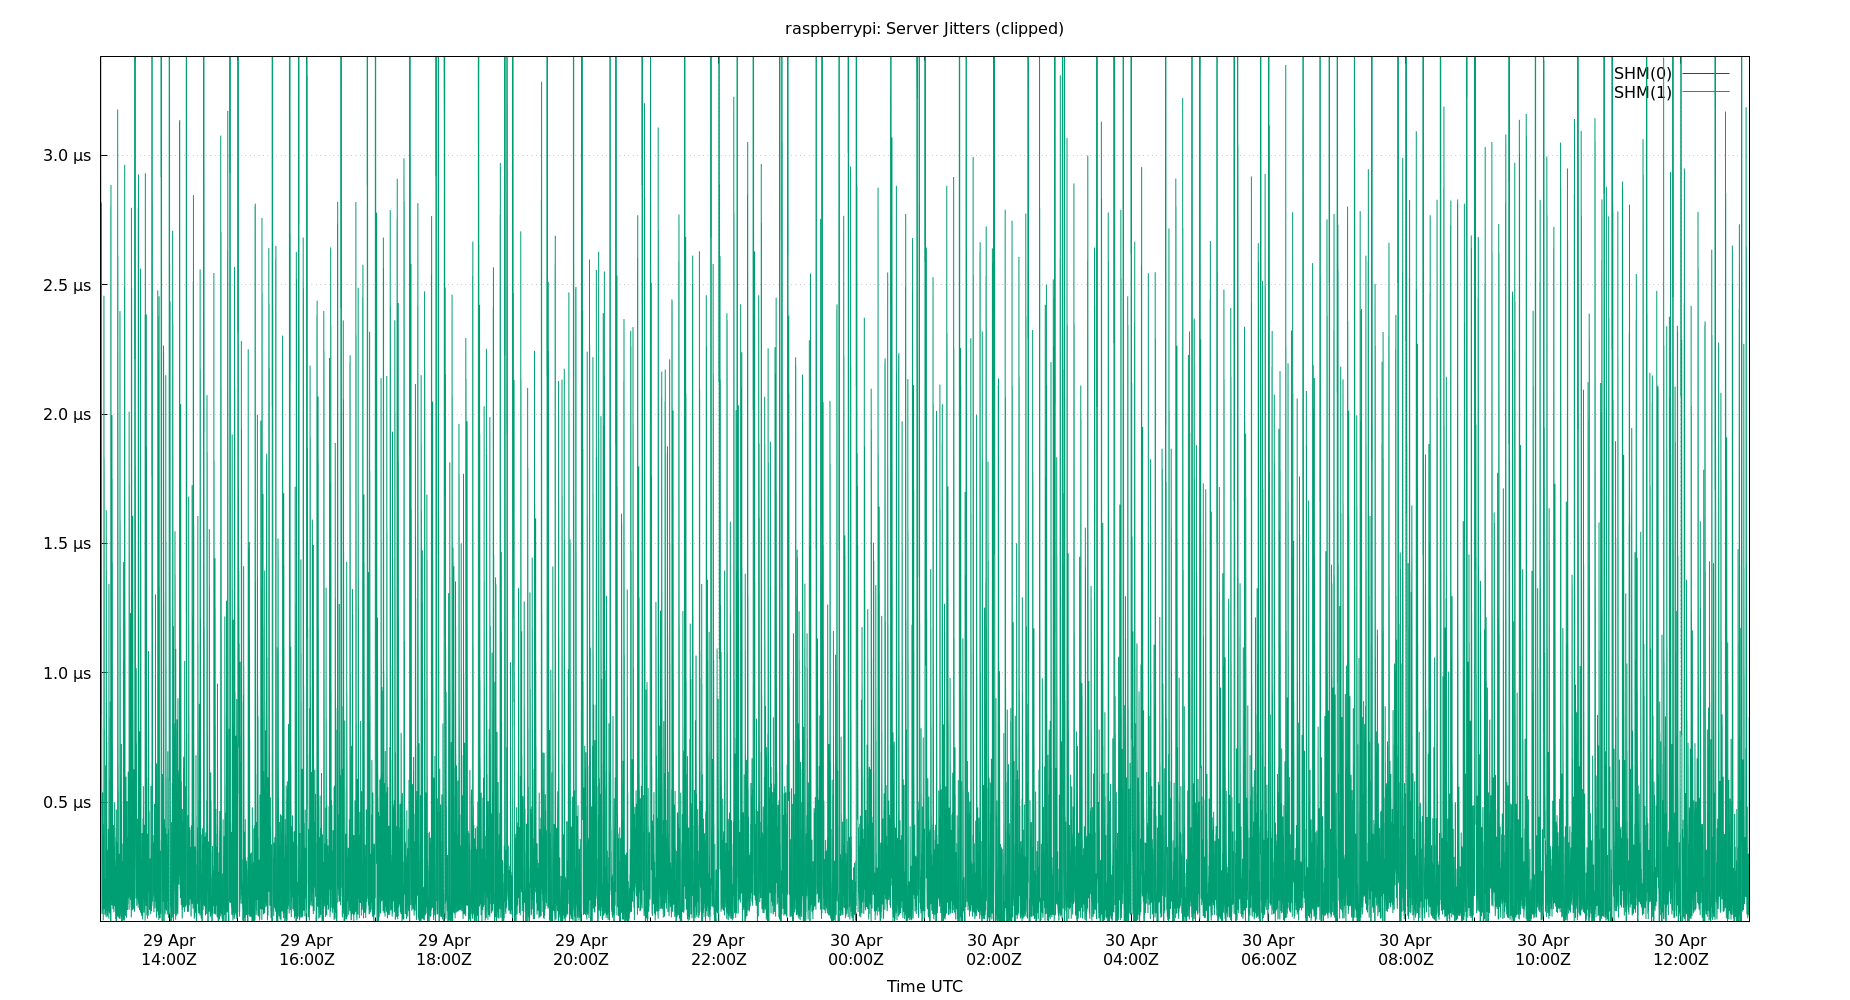 raspberrypi: Server Jitters (clipped)
SHM(0)
SHM(1)
3.0 µs
2.5 µs
2.0 µs
1.5 µs
1.0 µs
0.5 µs
29 Apr 29 Apr 29 Apr 29 Apr 29 Apr 30 Apr 30 Apr 30 Apr 30 Apr 30 Apr 30 Apr 30 Apr
14:00Z 16:00Z 18:00Z 20:00Z 22:00Z 00:00Z 02:00Z 04:00Z 06:00Z 08:00Z 10:00Z 12:00Z
Time UTC